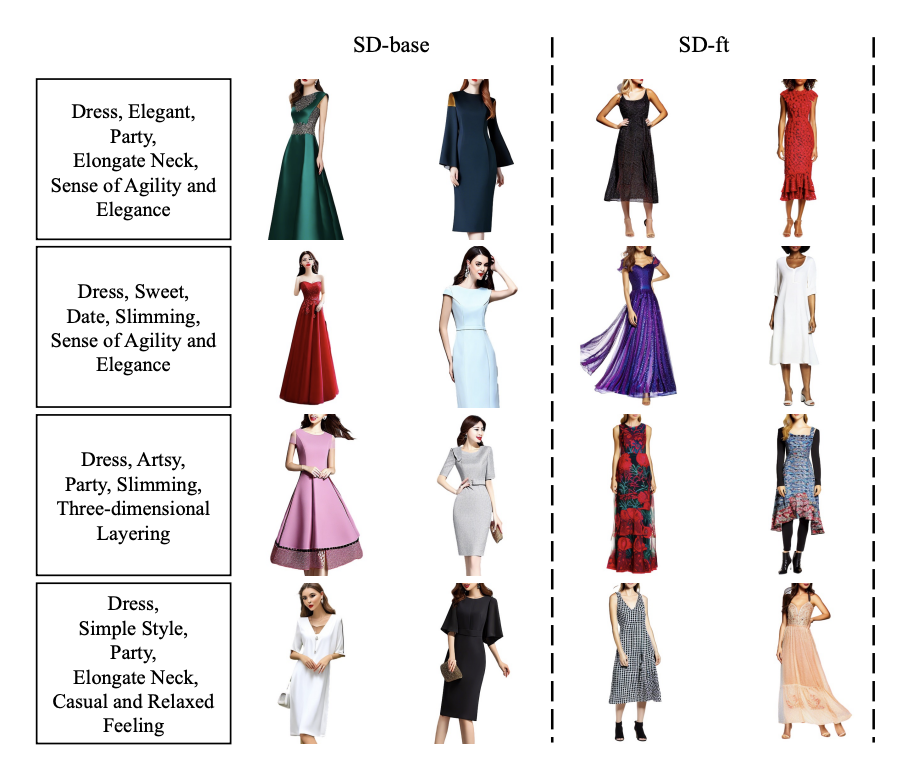 SD-base
SD-ft
Dress, Elegant,
Party,
Elongate Neck,
Sense of Agility and
Elegance
Dress, Sweet,
Date, Slimming,
Sense of Agility and
Elegance
Dress, Artsy,
Party, Slimming,
Three-dimensional
Layering
Dress,
Simple Style,
Party,
Elongate Neck,
Casual and Relaxed
Feeling